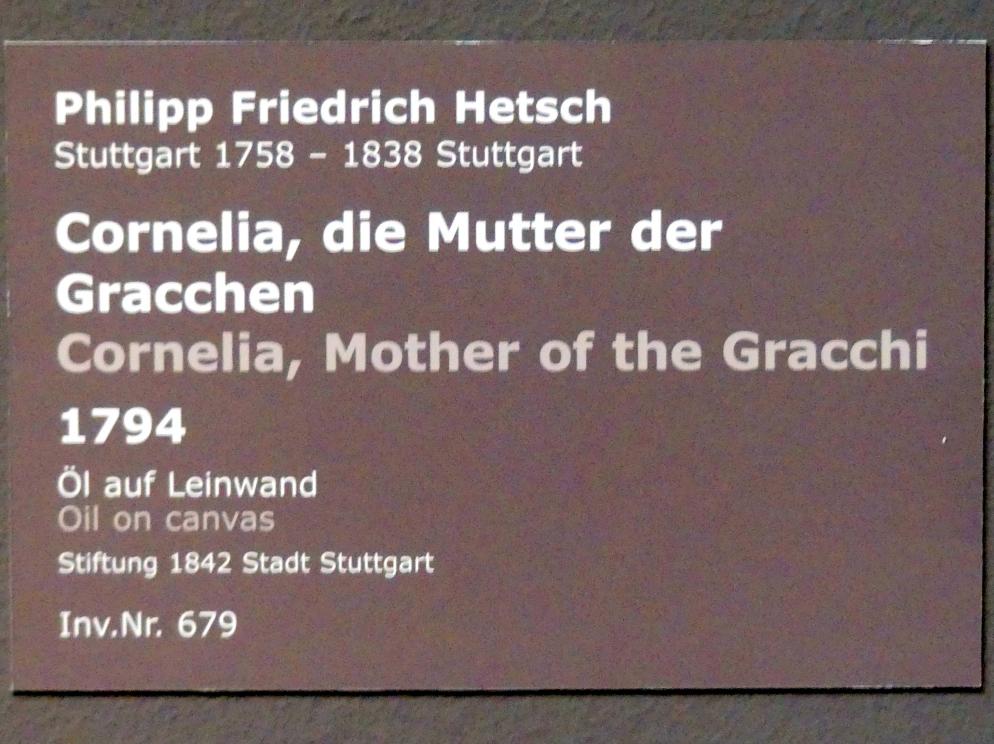 Philipp Friedrich Hetsch
Stuttgart 1758 – 1838 Stuttgart
Cornelia, die Mutter der
Gracchen
Cornelia, Mother of the Gracchi
1794
Öl auf Leinwand
Oil on canvas
Stiftung 1842 Stadt Stuttgart
Inv.Nr. 679